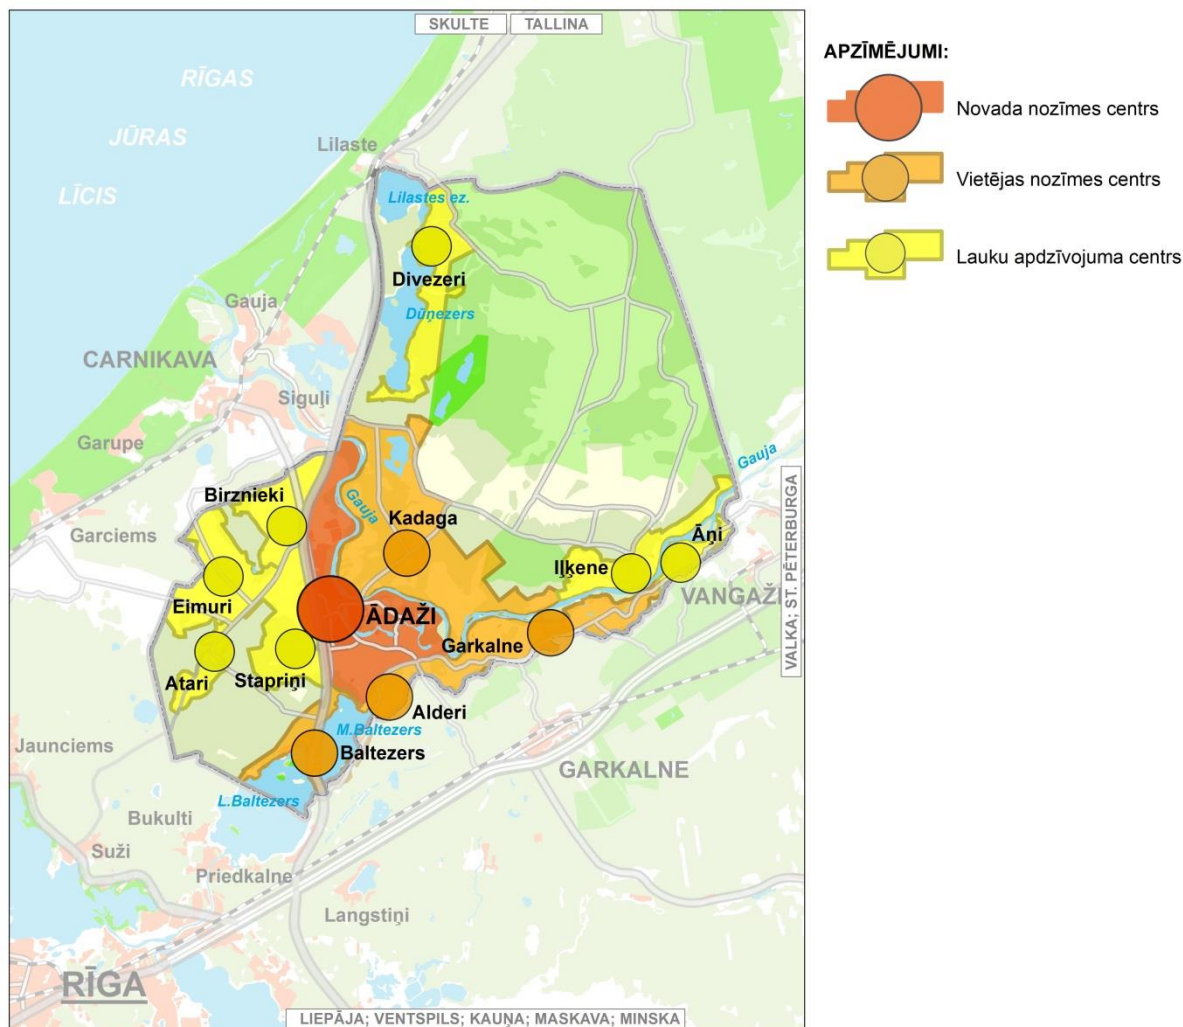 SKULTE
TALLINA
RĪGAS
JŪRAS
LĪCIS
Lilaste
Lilastes ez.
Divezeri
Dūņezers
Gauja
CARNIKAVA
Siguļi
Garupe
Gauja
VALKA; ST. PĒTERBURGA
Birznieki
Gauja
Kadaga
Garciems
Āņi
Iļķene
Eimuri
VANGAŽI
ĀDAŽI
Garkalne
Atari
Stapriņi
Alderi
M.Baltezers
Baltezers
Jaunciems
GARKALNE
L.Baltezers
Bukulti
Suži
Priedkalne
Langstiņi
RĪGA
LIEPĀJA; VENTSPILS; KAUŅA; MASKAVA; MINSKA
APZĪMĒJUMI:
Novada nozīmes centrs
Vietējas nozīmes centrs
Lauku apdzīvojuma centrs